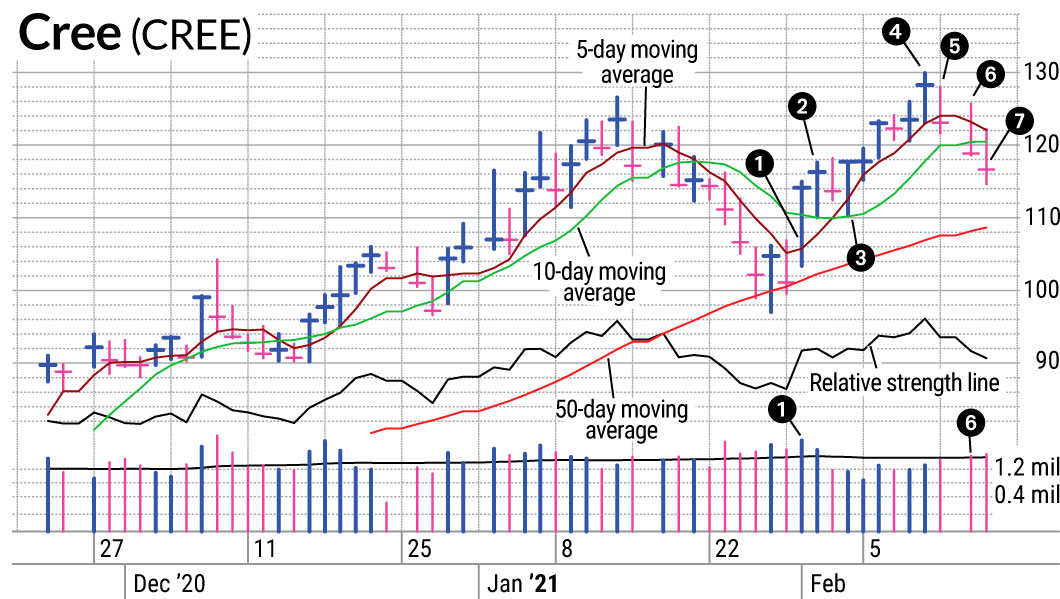 Cree (CREE)
5-day moving
average
4
5
6
130
2
7
120
1
110
3
10-day moving
average
100
90
Relative strength line
50-day moving
average
1
6
1.2 mil
0.4 mil
27
11
25
8
22
5
Dec '20
Jan '21
Feb